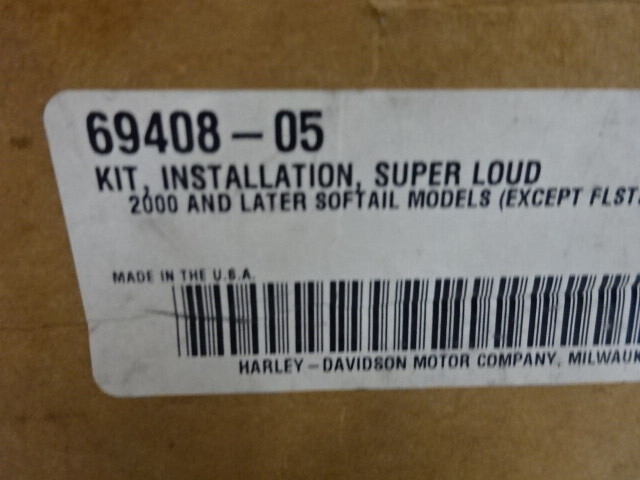 69408-05
KIT, INSTALLATION, SUPER LOUD
2000 AND LATER SOFTAIL MODELS (EXCEPT FLST
MADE IN THE U.S.A.
HARLEY-DAVIDSON MOTOR COMPANY, MILWAUK